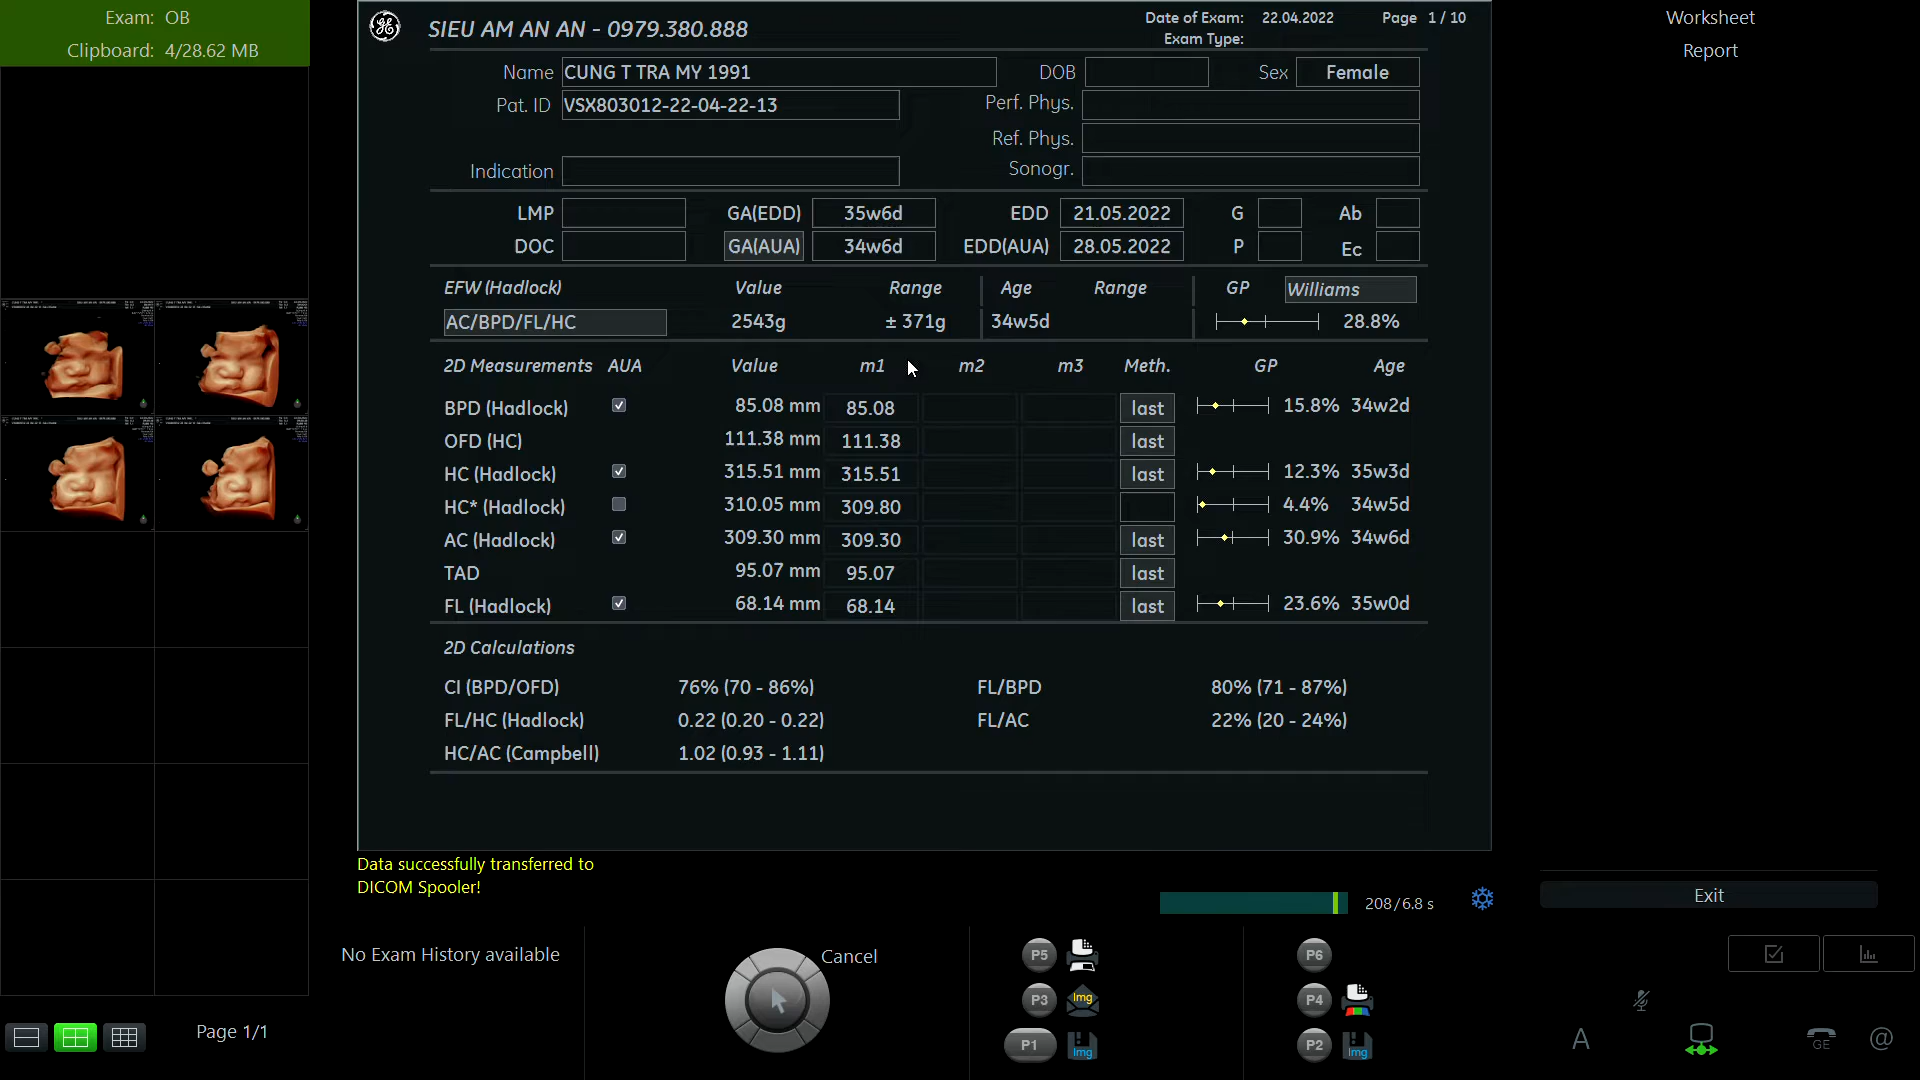 Exam: OB
Clipboard: 4/28.62 MB
SIEU AM AN AN - 0979.380.888
Date of Exam: 22.04.2022 Page 1 / 10
Exam Type:
Name CUNG T TRA MY 1991 DOB Sex Female
Pat. ID VSX803012-22-04-22-13 Perf. Phys.
Ref. Phys.
Indication Sonogr.
LMP GA(EDD) 35w6d EDD 21.05.2022 G Ab
DOC GA(AUA) 34w6d EDD(AUA) 28.05.2022 P Ec
EFW (Hadlock) Value Range Age Range GP Williams
AC/BPD/FL/HC 2543g ± 371g 34w5d 28.8%
2D Measurements AUA Value m1 m2 m3 Meth. GP Age
BPD (Hadlock) 85.08 mm 85.08 last 15.8% 34w2d
OFD (HC) 111.38 mm 111.38 last
HC (Hadlock) 315.51 mm 315.51 last 12.3% 35w3d
HC* (Hadlock) 310.05 mm 309.80 4.4% 34w5d
AC (Hadlock) 309.30 mm 309.30 last 30.9% 34w6d
TAD 95.07 mm 95.07 last
FL (Hadlock) 68.14 mm 68.14 last 23.6% 35w0d
2D Calculations
CI (BPD/OFD) 76% (70 - 86%) FL/BPD 80% (71 - 87%)
FL/HC (Hadlock) 0.22 (0.20 - 0.22) FL/AC 22% (20 - 24%)
HC/AC (Campbell) 1.02 (0.93 - 1.11)
Data successfully transferred to
DICOM Spooler!
208/6.8 s
No Exam History available
Cancel
P5
P3 Img
P1 Img
P6
P4
P2 Img
Page 1/1
Worksheet
Report
Exit
A GE @